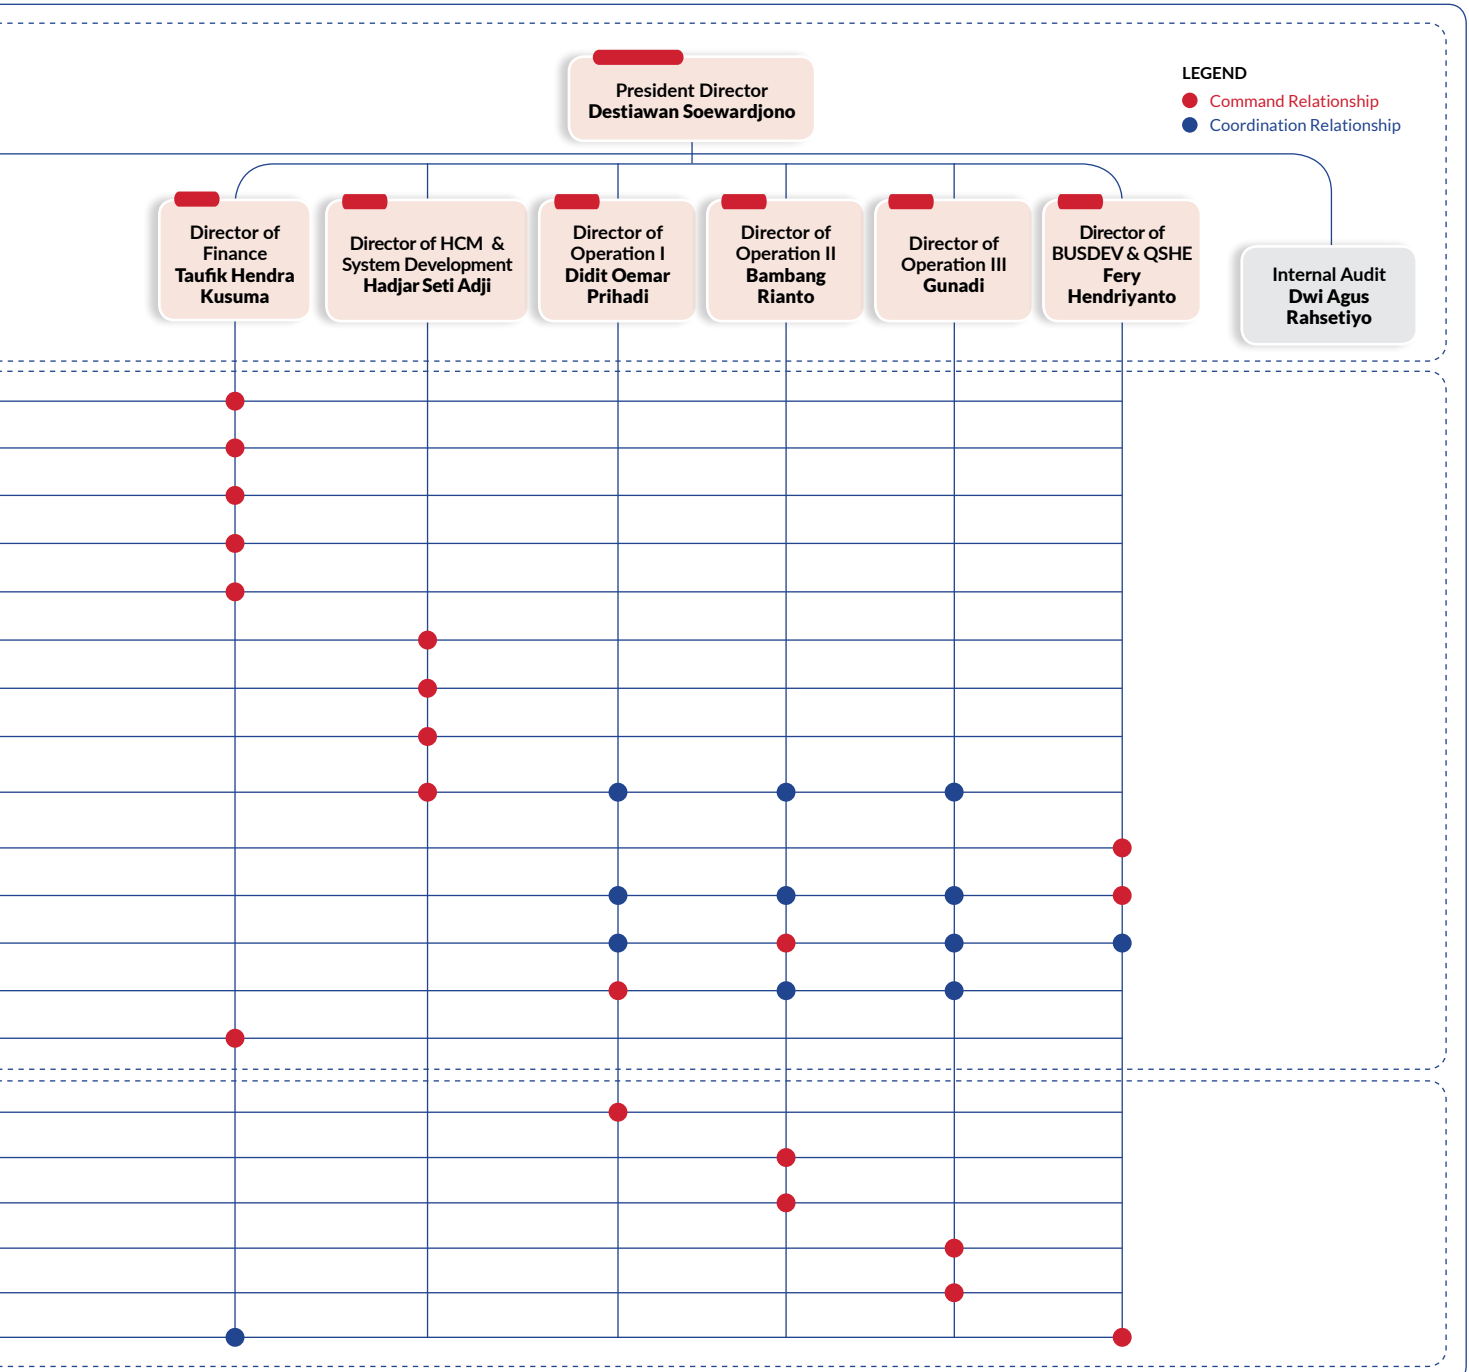 President Director
Destiawan Soewardjono
LEGEND
Command Relationship
Coordination Relationship
Director of
Finance
Taufik Hendra
Kusuma
Director of HCM &
System Development
Hadjar Seti Adji
Director of
Operation I
Didit Oemar
Prihadi
Director of
Operation II
Bambang
Rianto
Director of
Operation III
Gunadi
Director of
BUSDEV & QSHE
Fery
Hendriyanto
Internal Audit
Dwi Agus
Rahsetiyo